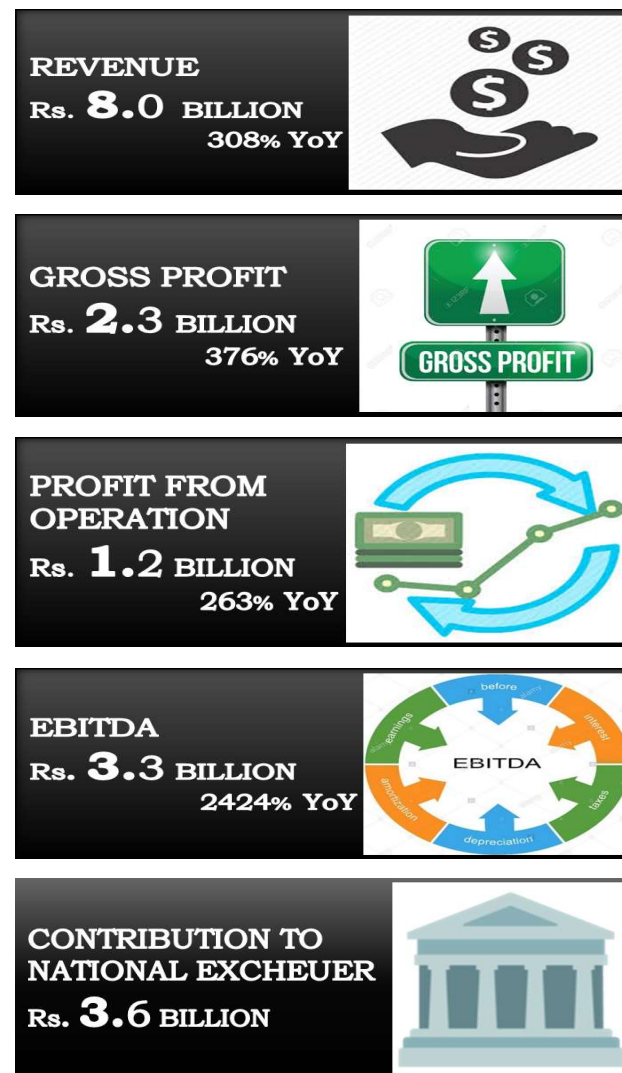 REVENUE
Rs. 8.0 BILLION
308% YoY
$ $ $
GROSS PROFIT
Rs. 2.3 BILLION
376% YoY
GROSS PROFIT
PROFIT FROM
OPERATION
Rs. 1.2 BILLION
263% YoY
EBITDA
Rs. 3.3 BILLION
2424% YoY
before
earnings
interest
EBITDA
amortization
taxes
depreciation
CONTRIBUTION TO
NATIONAL EXCHEUER
Rs. 3.6 BILLION